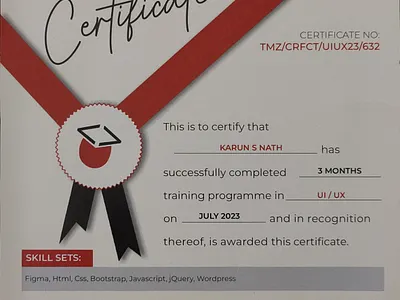 Certificate
CERTIFICATE NO:
TMZ/CRFCT/UIUX23/632
This is to certify that
KARUN S NATH has
successfully completed 3 MONTHS
training programme in UI / UX
on JULY 2023 and in recognition
thereof, is awarded this certificate.
SKILL SETS:
Figma, Html, Css, Bootstrap, Javascript, jQuery, Wordpress